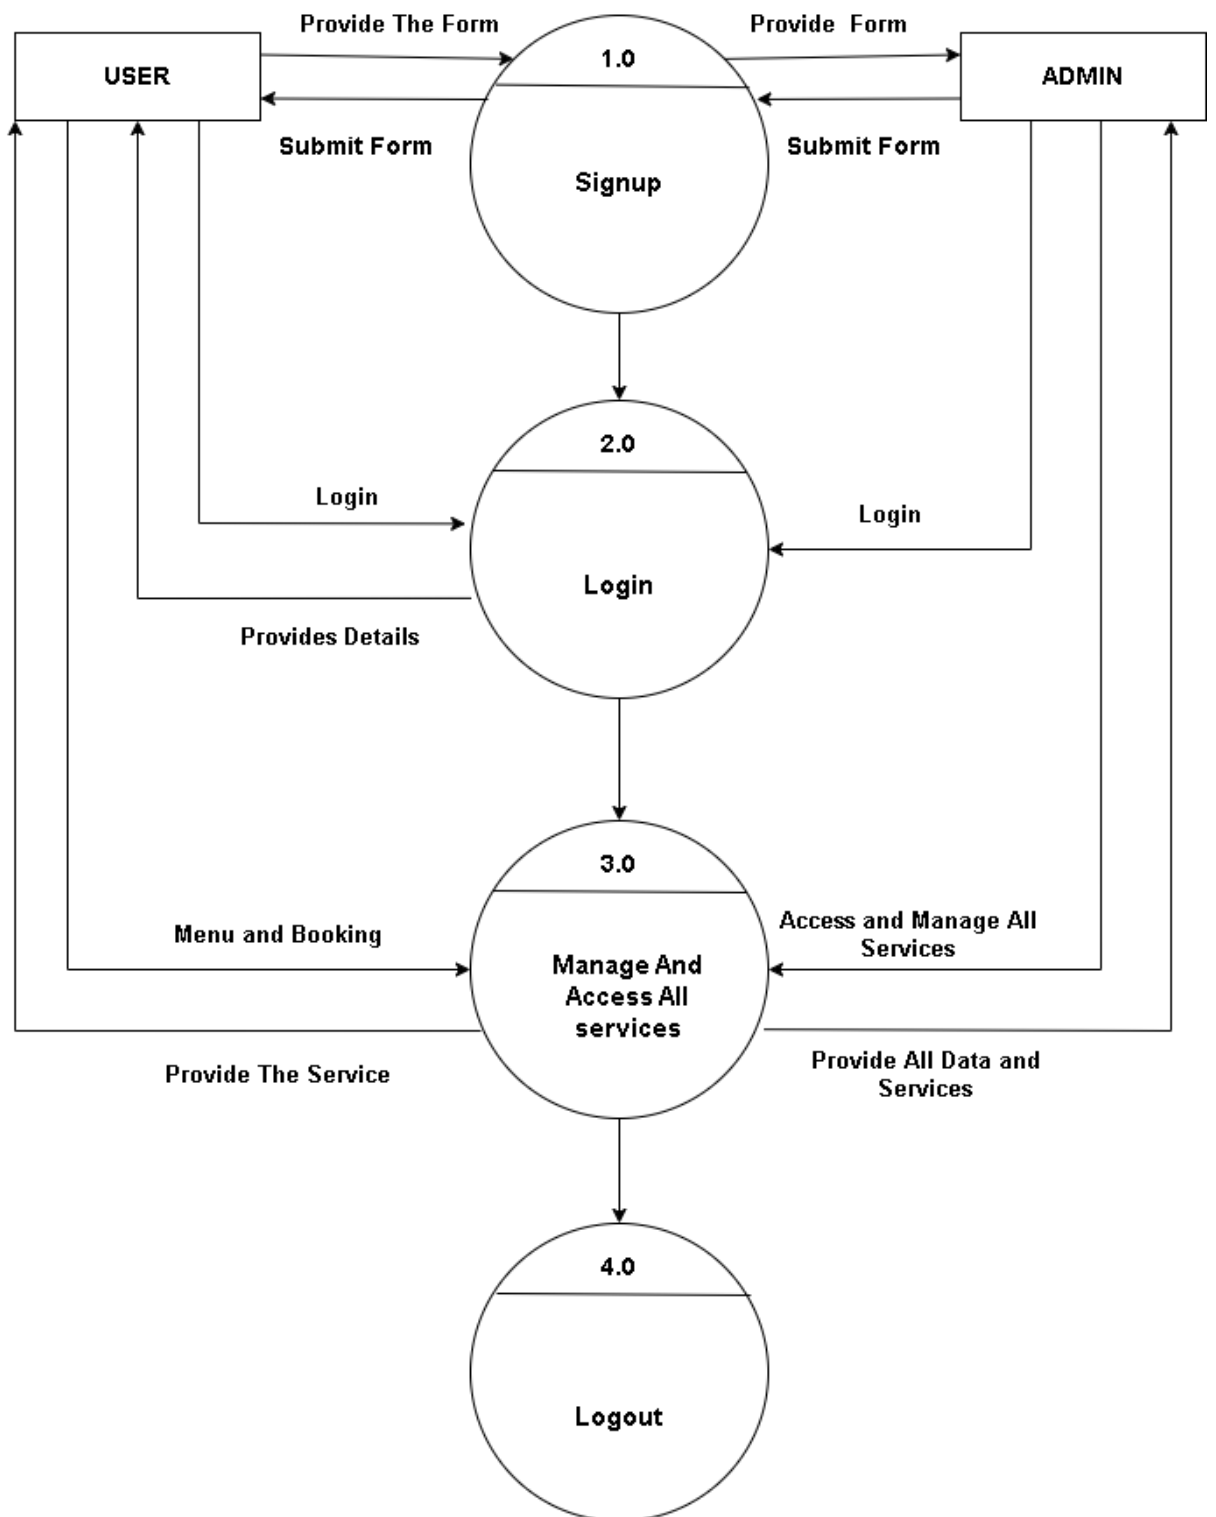 Provide The Form
Provide Form
USER
1.0
ADMIN
Submit Form
Submit Form
Signup
2.0
Login
Login
Login
Provides Details
3.0
Menu and Booking
Access and Manage All
Services
Manage And
Access All
services
Provide The Service
Provide All Data and
Services
4.0
Logout